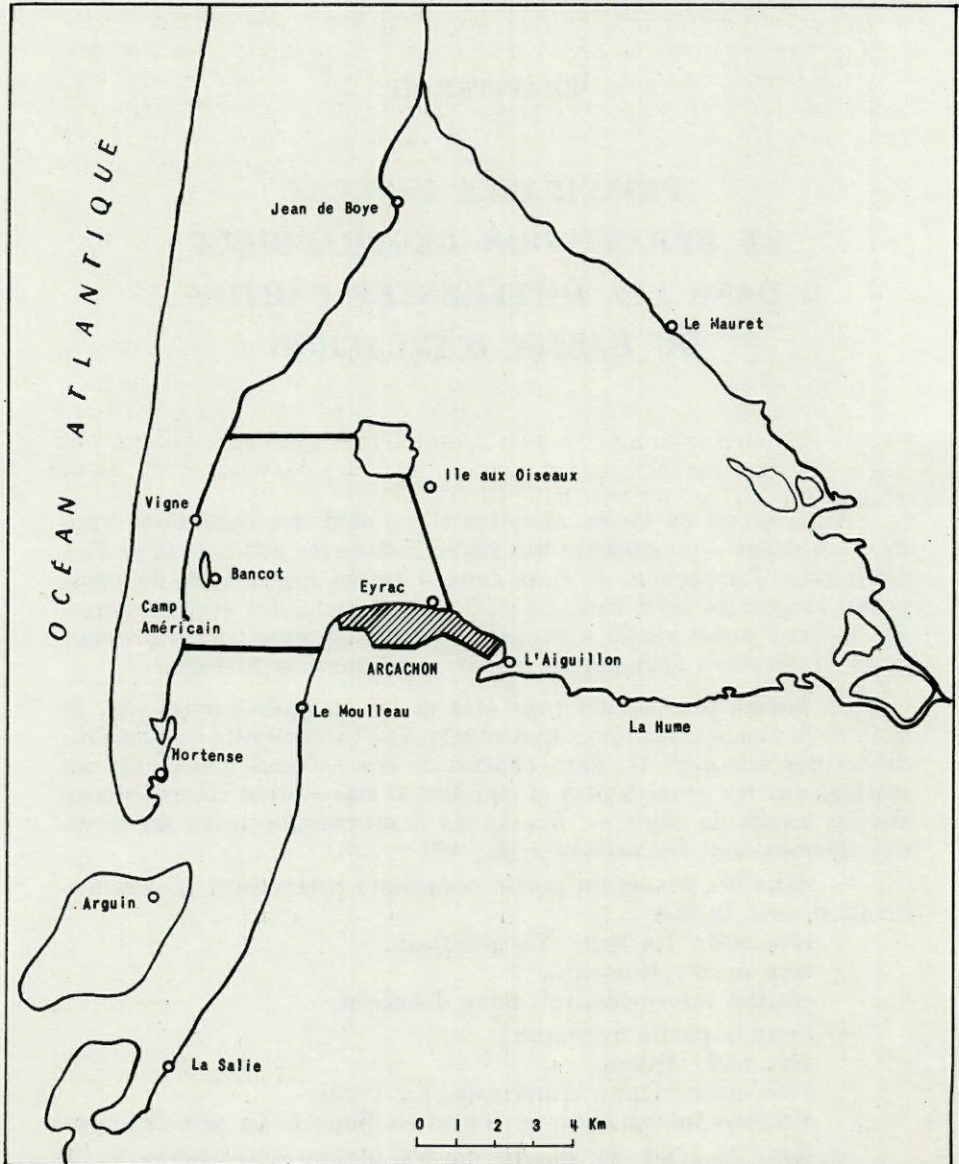 OCÉAN ATLANTIQUE
Jean de Boye
Le Mauret
Ile aux Oiseaux
Vigne
Bancot
Eyrac
Camp
Américain
ARCACHON
L'Aiguillon
Le Moulleau
La Hume
Hortense
Arguin
La Salie
0 1 2 3 4 Km